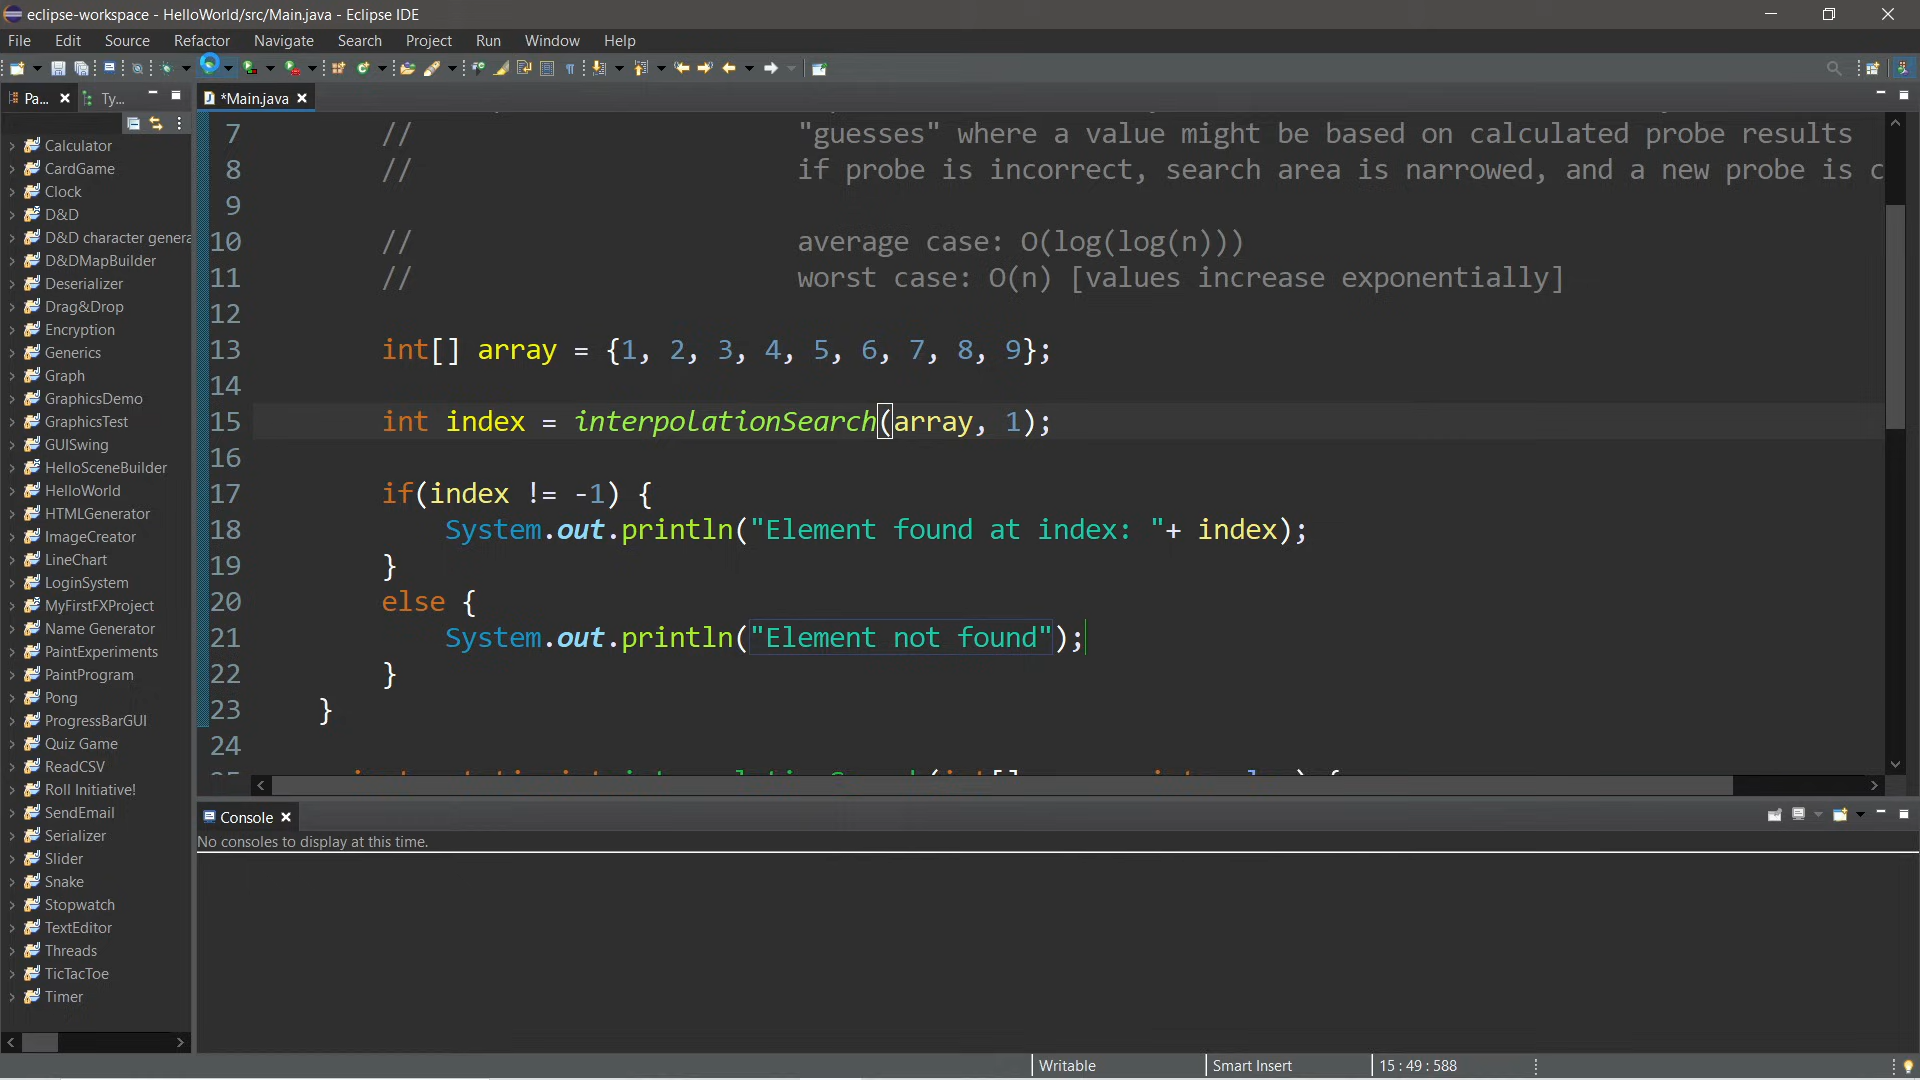 eclipse-workspace - HelloWorld/src/Main.java - Eclipse IDE
File Edit Source Refactor Navigate Search Project Run Window Help
Pa... Ty... *Main.java
Calculator
CardGame
Clock
D&D
D&D character genera
D&DMapBuilder
Deserializer
Drag&Drop
Encryption
Generics
Graph
GraphicsDemo
GraphicsTest
GUISwing
HelloSceneBuilder
HelloWorld
HTMLGenerator
ImageCreator
LineChart
LoginSystem
MyFirstFXProject
Name Generator
PaintExperiments
PaintProgram
Pong
ProgressBarGUI
Quiz Game
ReadCSV
Roll Initiative!
SendEmail
Serializer
Slider
Snake
Stopwatch
TextEditor
Threads
TicTacToe
Timer
7 // "guesses" where a value might be based on calculated probe results
8 // if probe is incorrect, search area is narrowed, and a new probe is c
9
10 // average case: O(log(log(n)))
11 // worst case: O(n) [values increase exponentially]
12
13 int[] array = {1, 2, 3, 4, 5, 6, 7, 8, 9};
14
15 int index = interpolationSearch(array, 1);
16
17 if(index != -1) {
18 System.out.println("Element found at index: "+ index);
19 }
20 else {
21 System.out.println("Element not found");
22 }
23 }
24
Console
No consoles to display at this time.
Writable Smart Insert 15 : 49 : 588